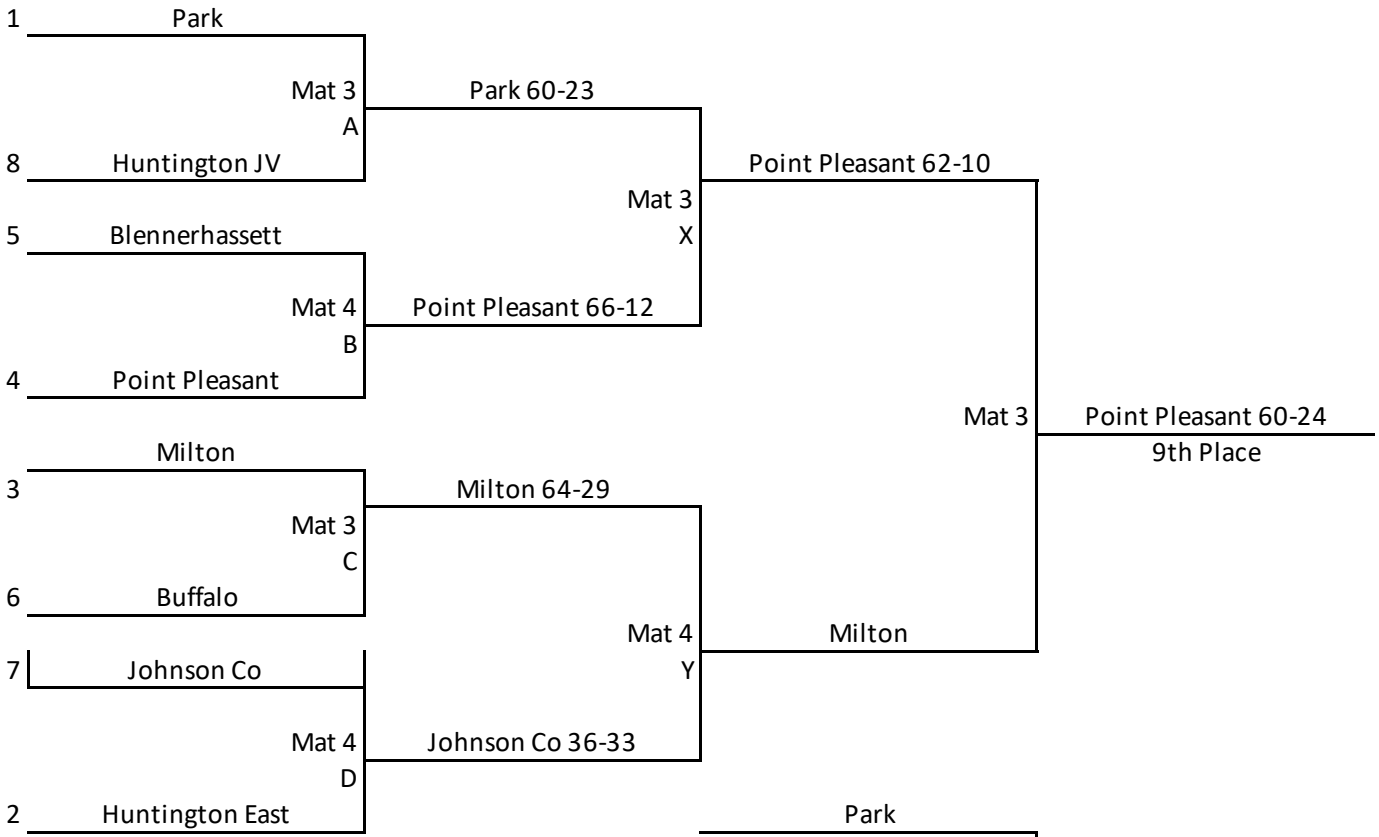 1 Park
Mat 3 Park 60-23
A
8 Huntington JV Point Pleasant 62-10
Mat 3
5 Blennerhassett X
Mat 4 Point Pleasant 66-12
B
4 Point Pleasant
Mat 3 Point Pleasant 60-24
Milton 9th Place
3 Milton 64-29
Mat 3
C
6 Buffalo
Mat 4 Milton
7 Johnson Co Y
Mat 4 Johnson Co 36-33
D
2 Huntington East Park